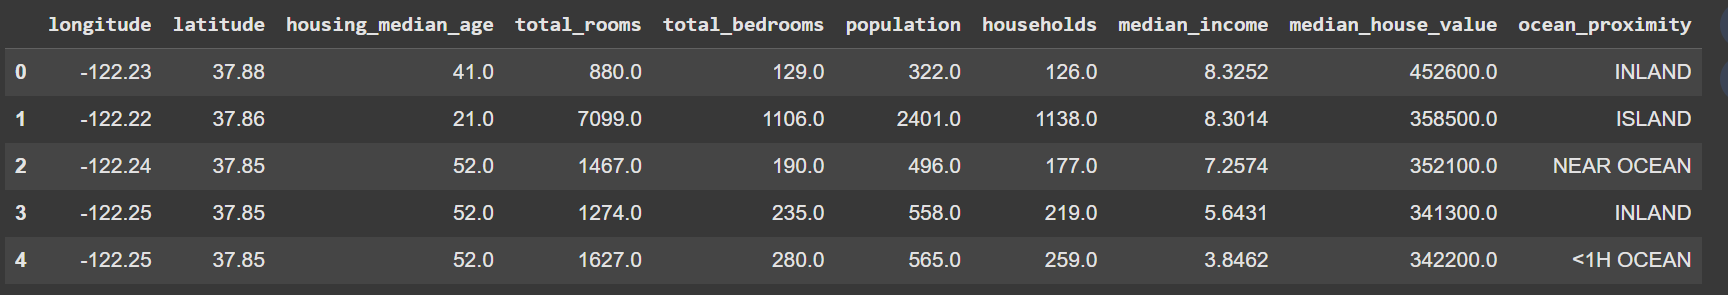 longitude latitude housing_median_age total_rooms total_bedrooms population households median_income median_house_value ocean_proximity
0 -122.23 37.88 41.0 880.0 129.0 322.0 126.0 8.3252 452600.0 INLAND
1 -122.22 37.86 21.0 7099.0 1106.0 2401.0 1138.0 8.3014 358500.0 ISLAND
2 -122.24 37.85 52.0 1467.0 190.0 496.0 177.0 7.2574 352100.0 NEAR OCEAN
3 -122.25 37.85 52.0 1274.0 235.0 558.0 219.0 5.6431 341300.0 INLAND
4 -122.25 37.85 52.0 1627.0 280.0 565.0 259.0 3.8462 342200.0 <1H OCEAN